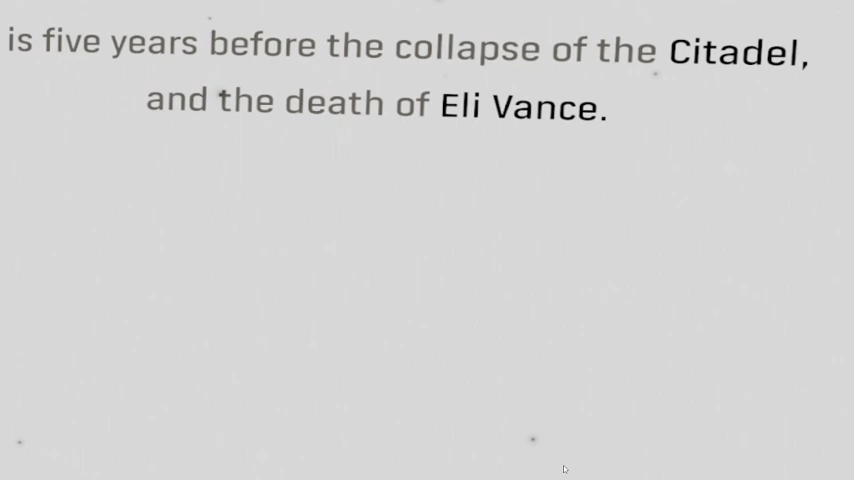 is five years before the collapse of the Citadel,
and the death of Eli Vance.